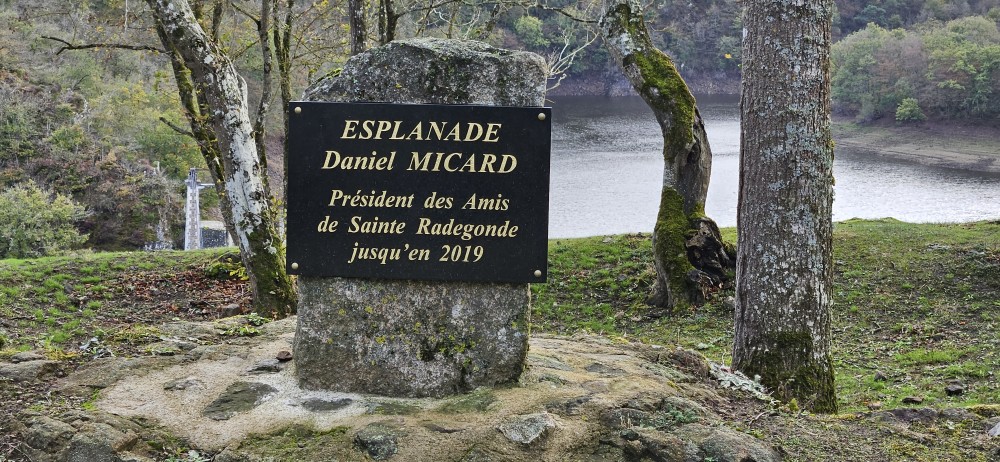 ESPLANADE
Daniel MICARD
Président des Amis
de Sainte Radegonde
jusqu'en 2019